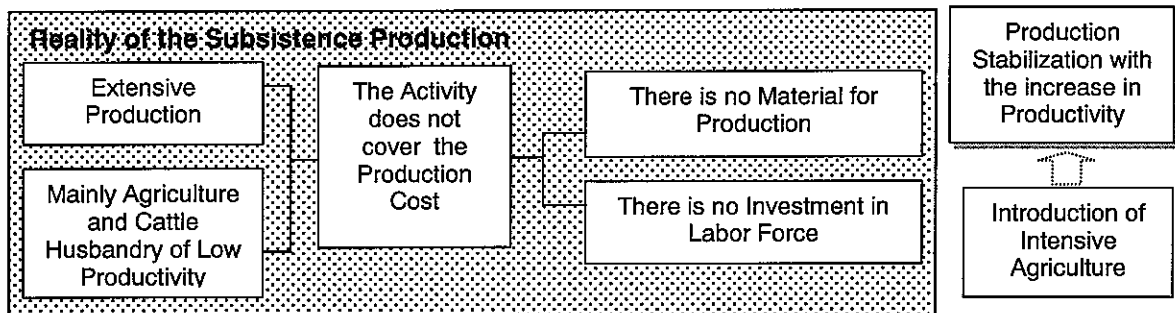 Reality of the Subsistence Production
Extensive
Production
Mainly Agriculture
and Cattle
Husbandry of Low
Productivity
The Activity
does not
cover the
Production
Cost
There is no Material for
Production
There is no Investment in
Labor Force
Production
Stabilization with
the increase in
Productivity
Introduction of
Intensive
Agriculture